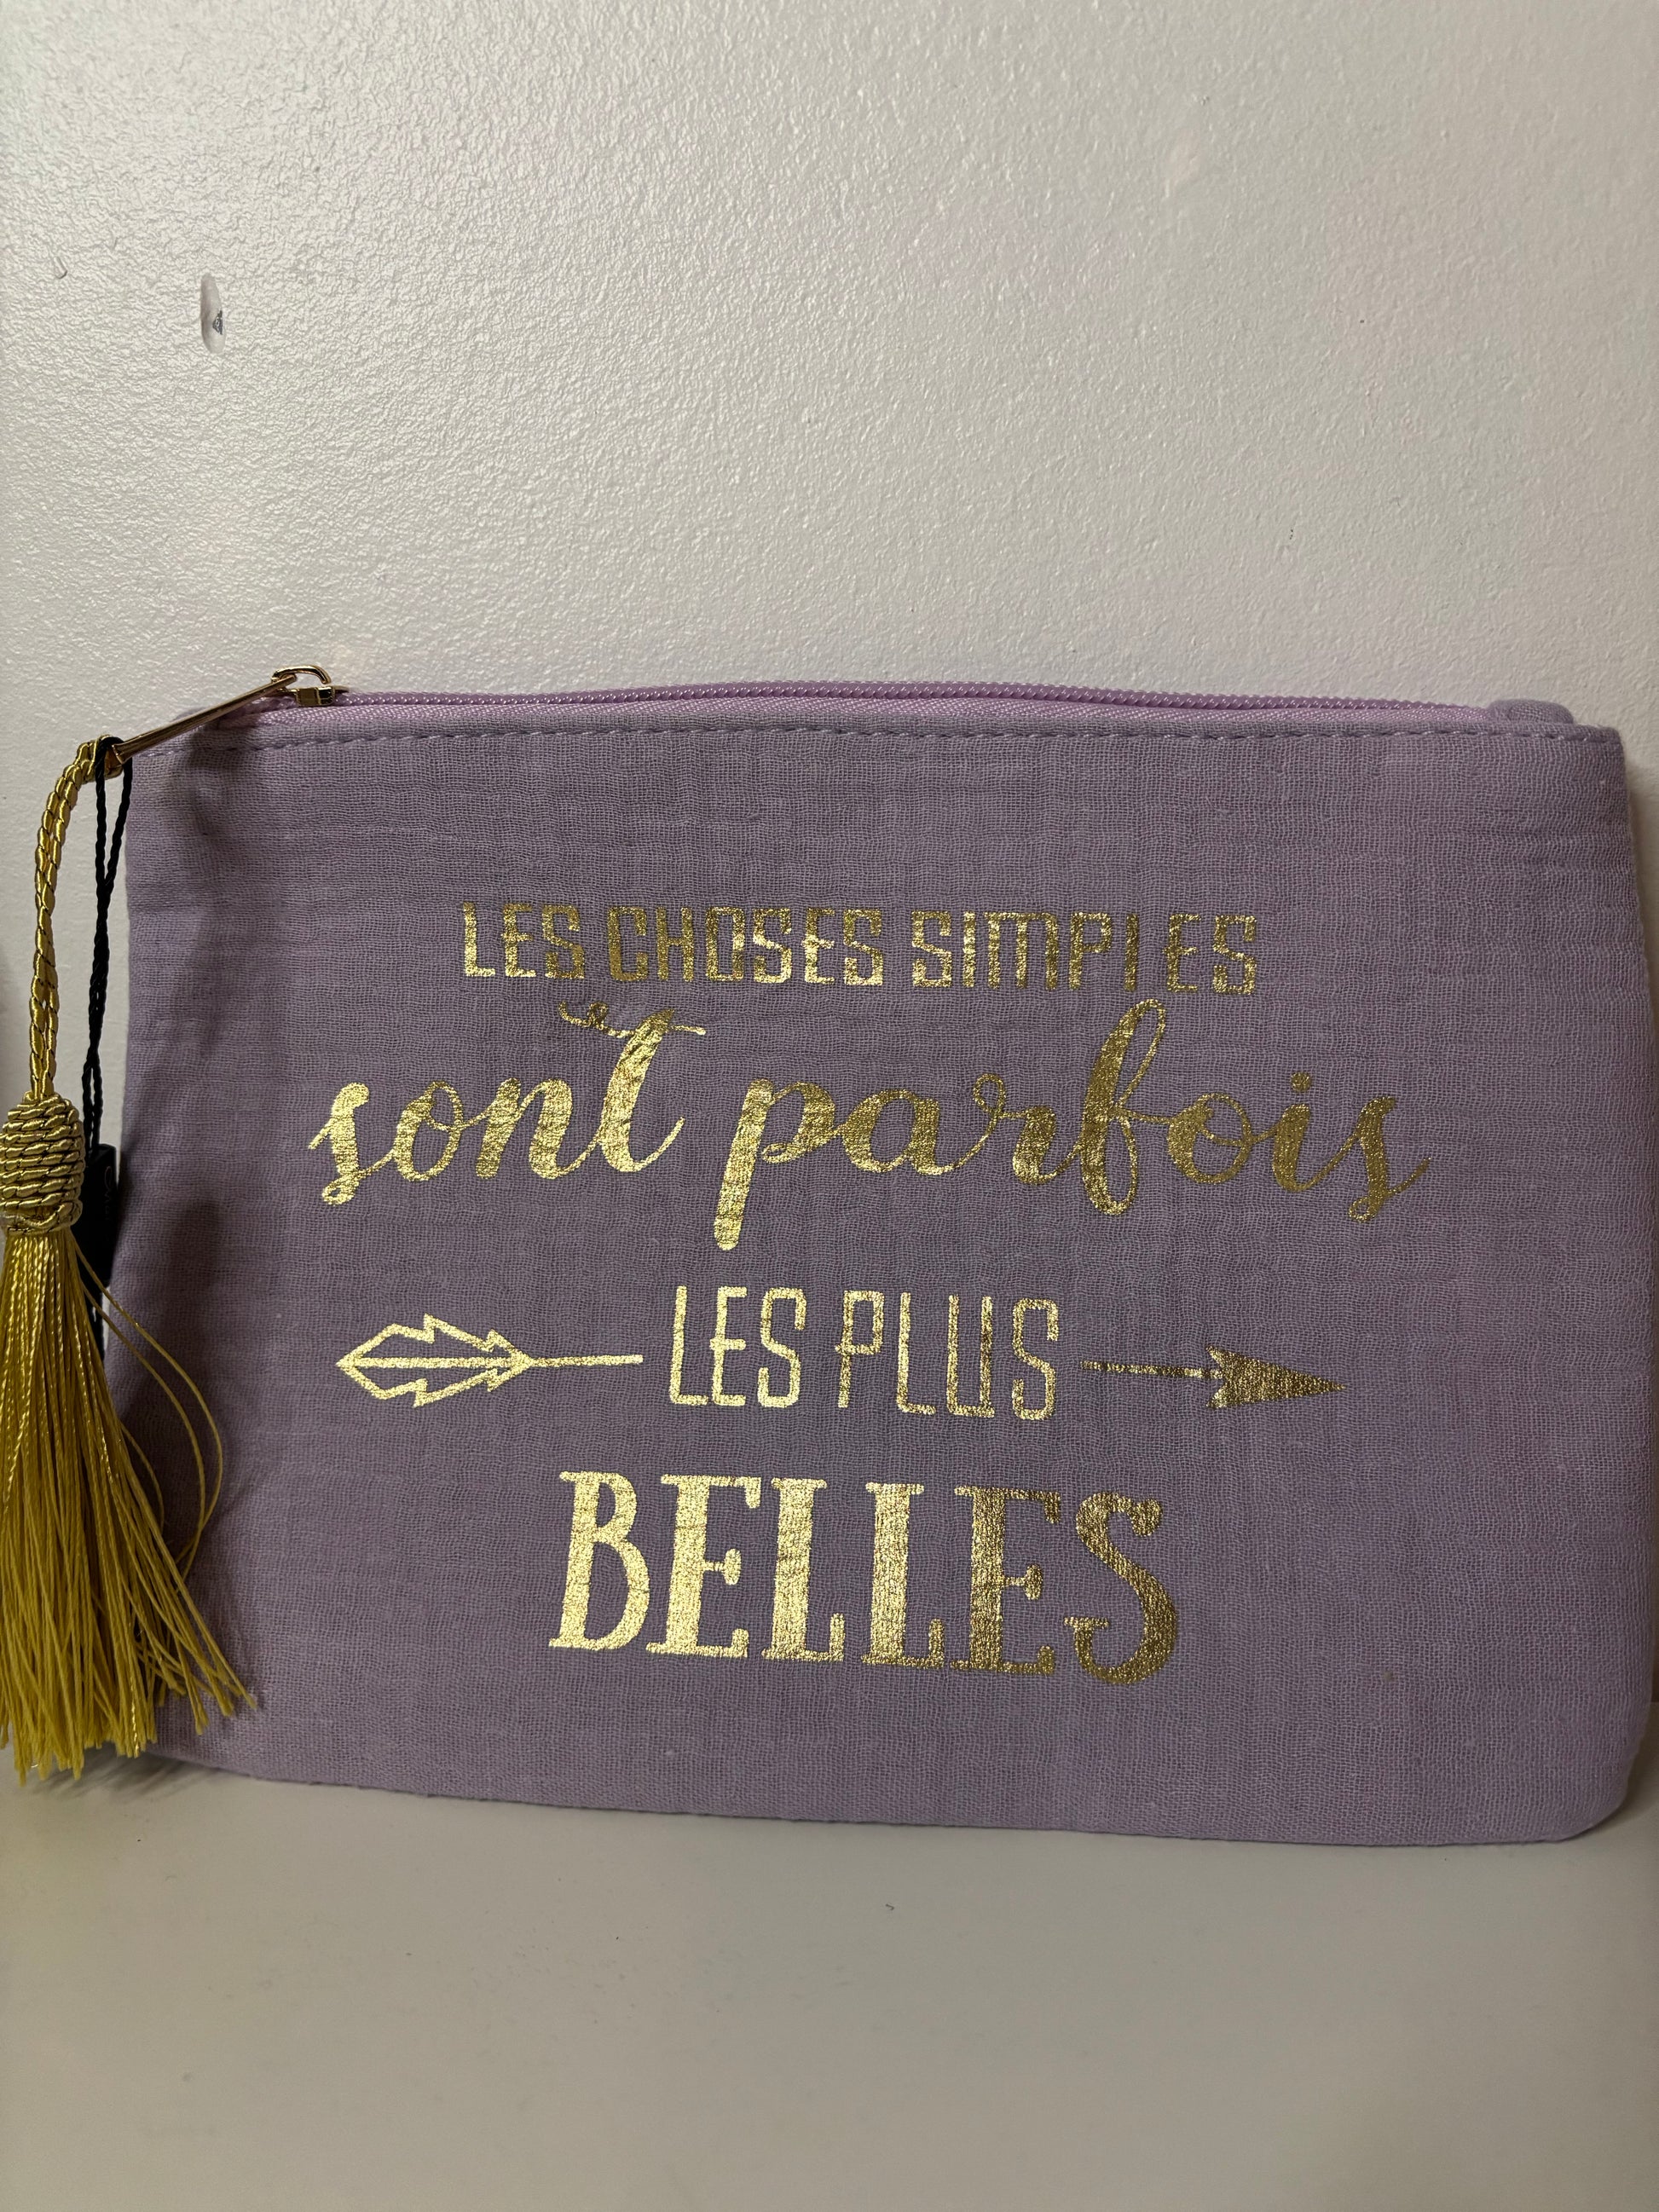 LES CHOSES SIMPLES
sont parfois
LES PLUS
BELLES